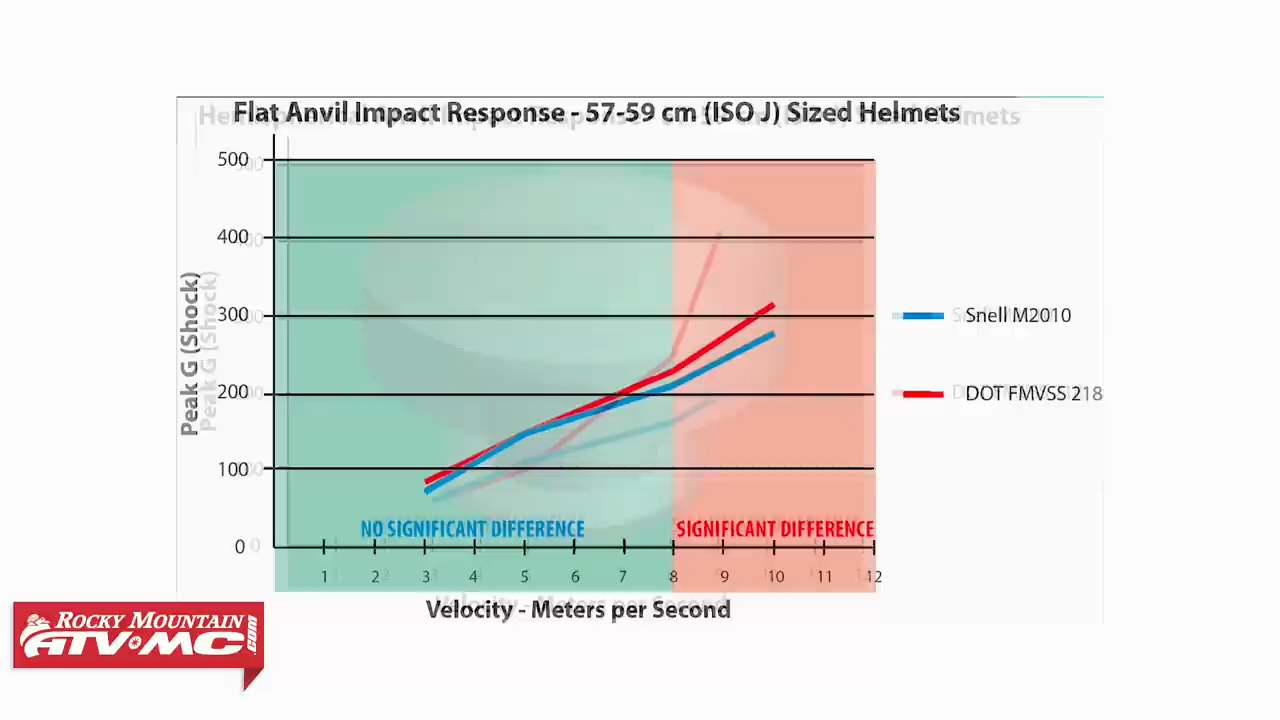 Flat Anvil Impact Response - 57-59 cm (ISO J) Sized Helmets
500
400
300
200
100
0
Peak G (Shock)
NO SIGNIFICANT DIFFERENCE
SIGNIFICANT DIFFERENCE
1 2 3 4 5 6 7 8 9 10 11 12
Velocity - Meters per Second
Snell M2010
DOT FMVSS 218
ROCKY MOUNTAIN
ATV•MC.com